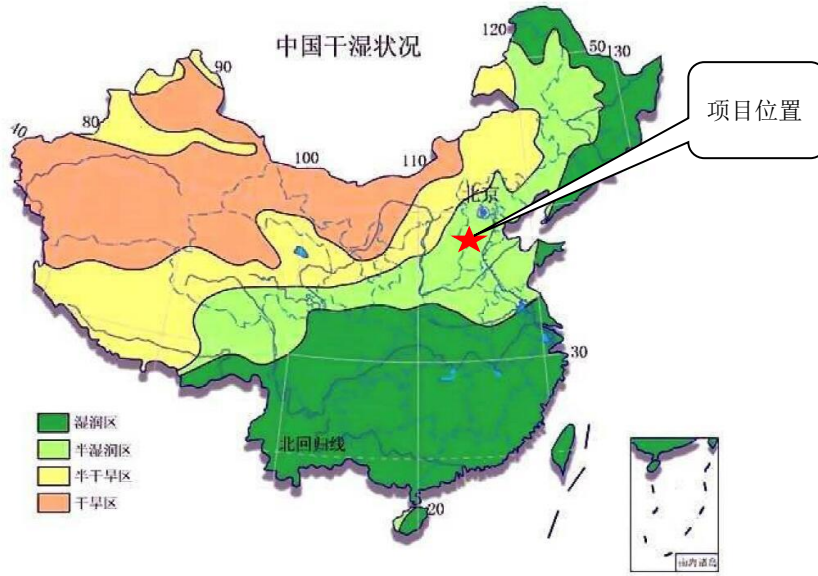 中国干湿状况
120
50
130
90
项目位置
80
40
100
110
北京
30
湿润区
半湿润区
北回归线
半干旱区
干旱区
20
南海诸岛